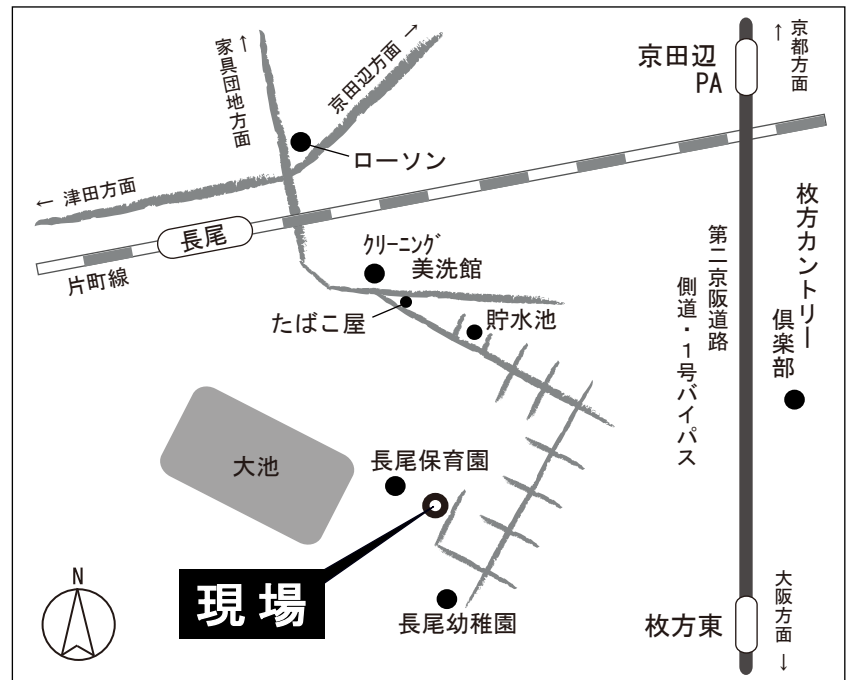 家具団地方面 →
京田辺方面 →
京田辺
PA
↑ 京都方面
ローソン
← 津田方面
長尾
片町線
ｸﾘｰﾆﾝｸﾞ
美洗館
たばこ屋
貯水池
第二京阪道路
側道・１号バイパス
枚方カントリー
倶楽部
大池
長尾保育園
現場
長尾幼稚園
N
枚方東
大阪方面 →